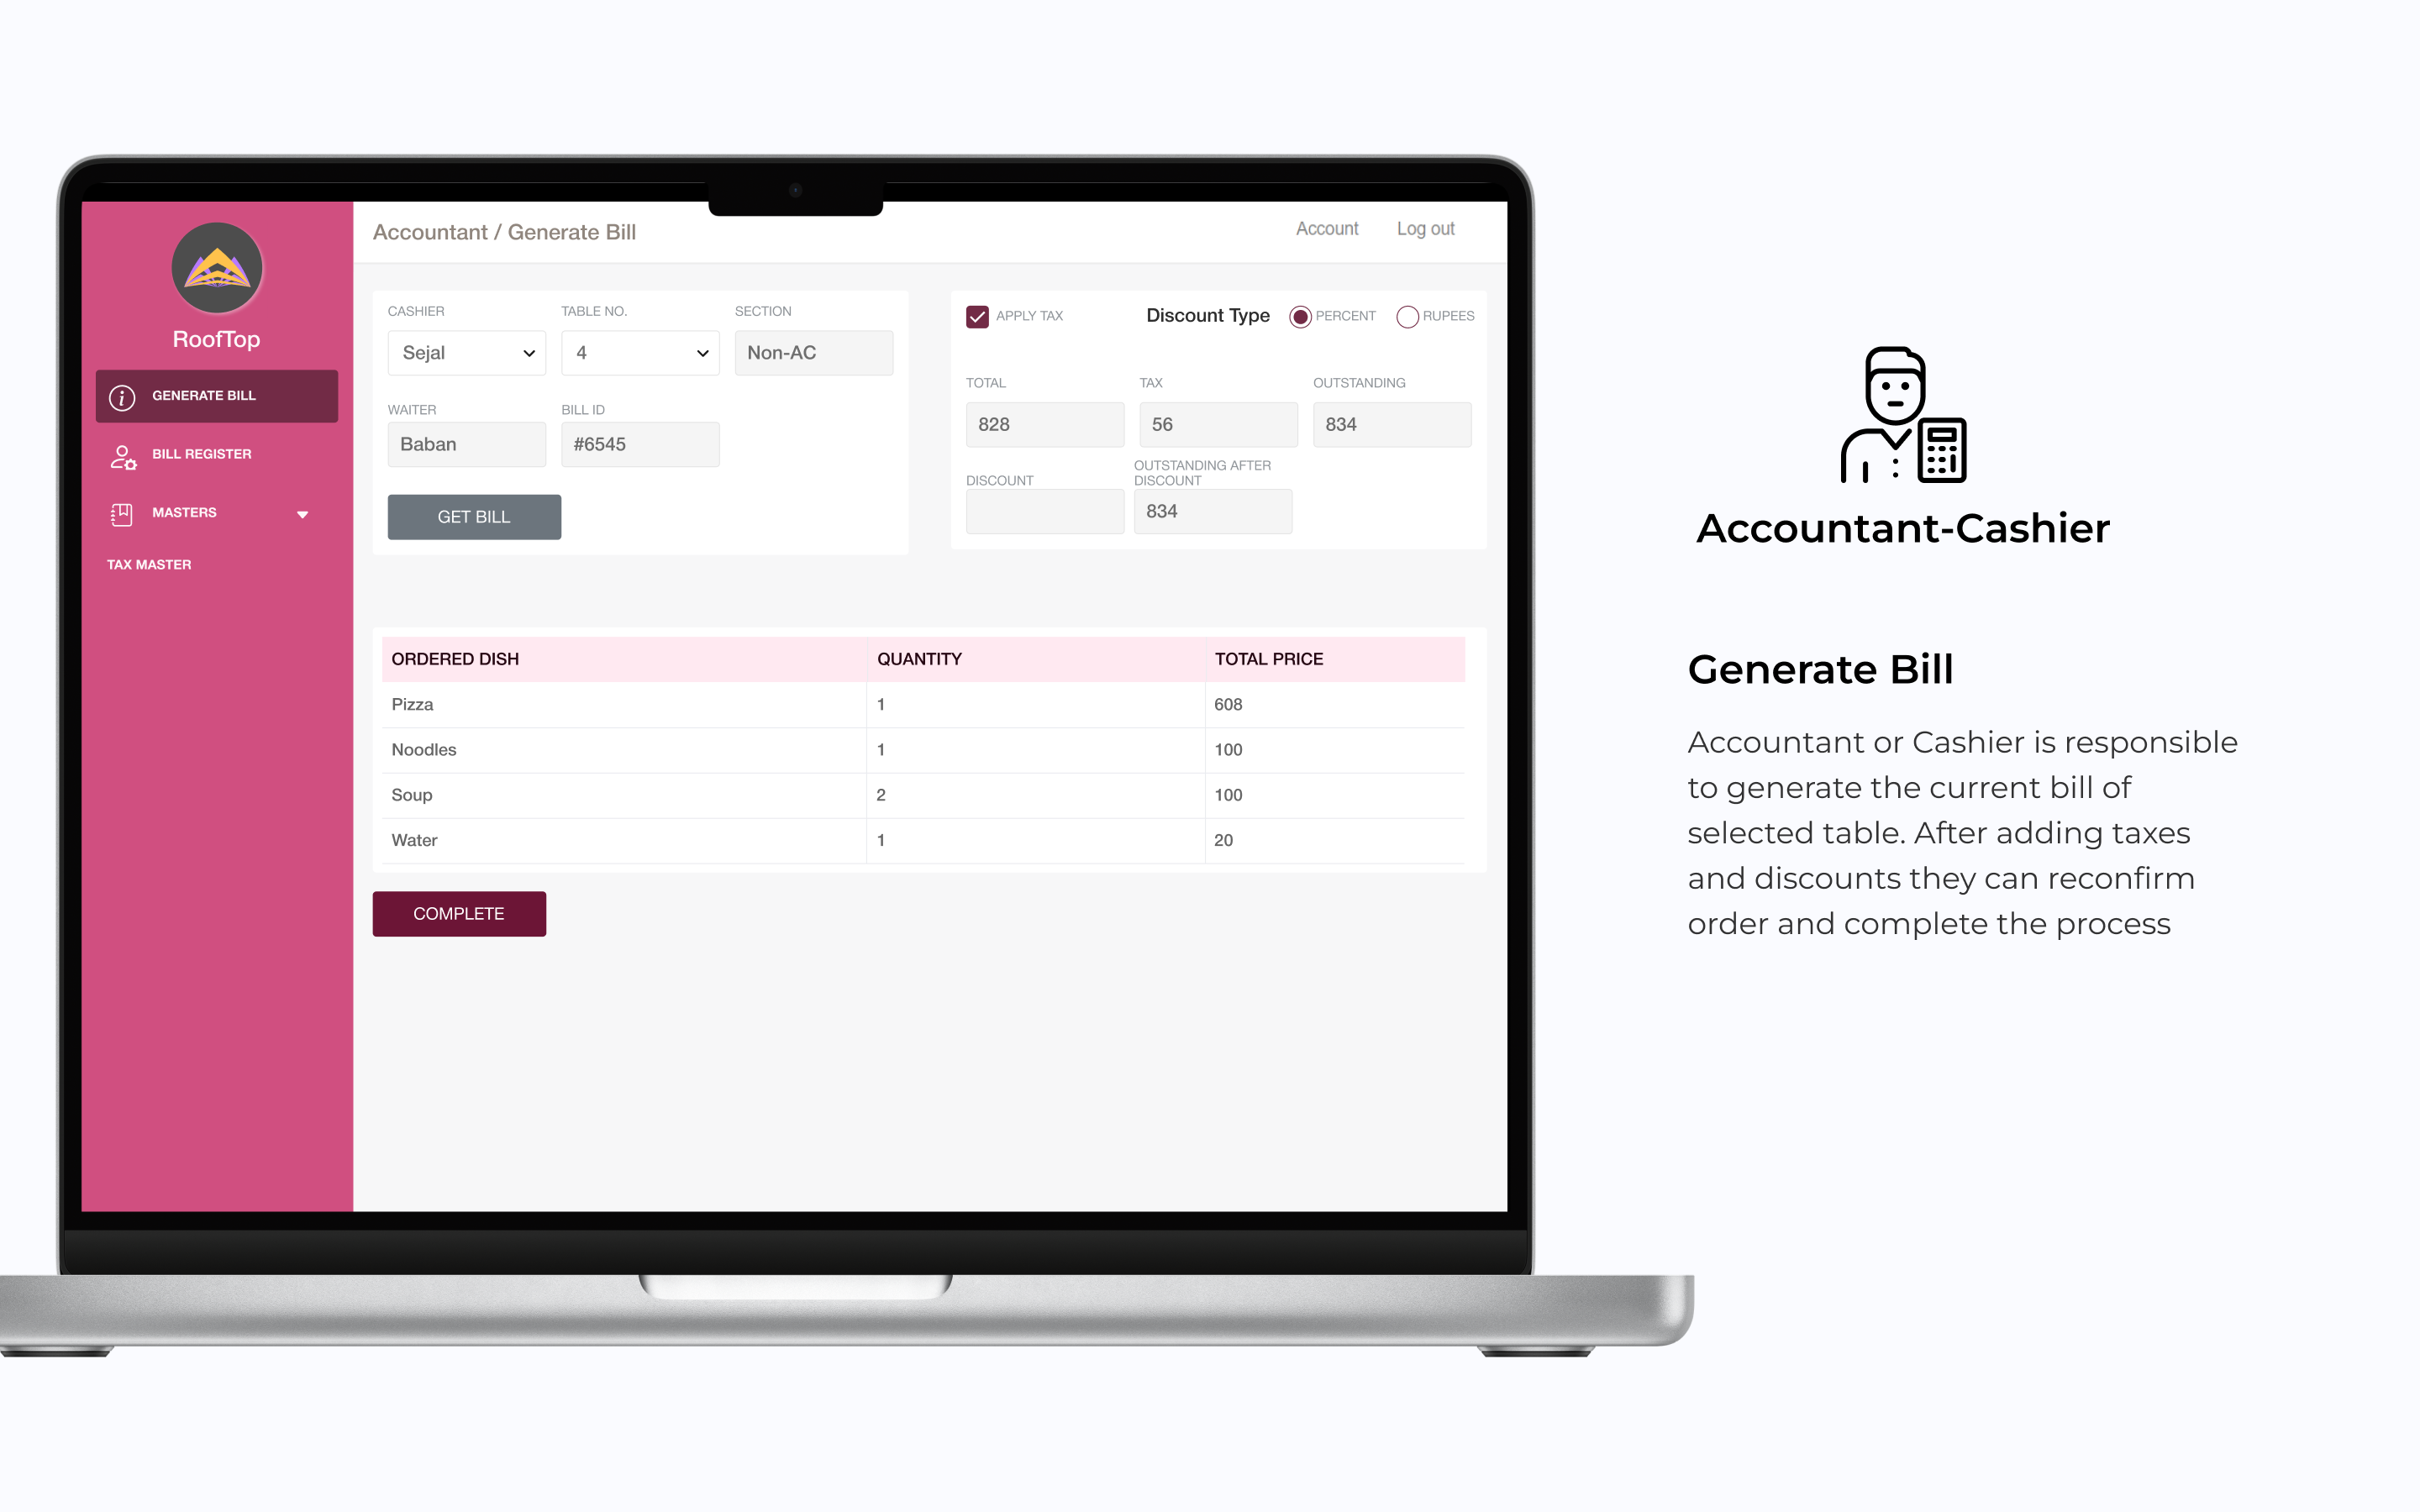 RoofTop
GENERATE BILL
BILL REGISTER
MASTERS
TAX MASTER
Accountant / Generate Bill
Account Log out
CASHIER TABLE NO. SECTION
Sejal 4 Non-AC
WAITER BILL ID
Baban #6545
GET BILL
APPLY TAX Discount Type PERCENT RUPEES
TOTAL TAX OUTSTANDING
828 56 834
DISCOUNT OUTSTANDING AFTER
DISCOUNT
834
ORDERED DISH QUANTITY TOTAL PRICE
Pizza 1 608
Noodles 1 100
Soup 2 100
Water 1 20
COMPLETE
Accountant-Cashier
Generate Bill
Accountant or Cashier is responsible
to generate the current bill of
selected table. After adding taxes
and discounts they can reconfirm
order and complete the process